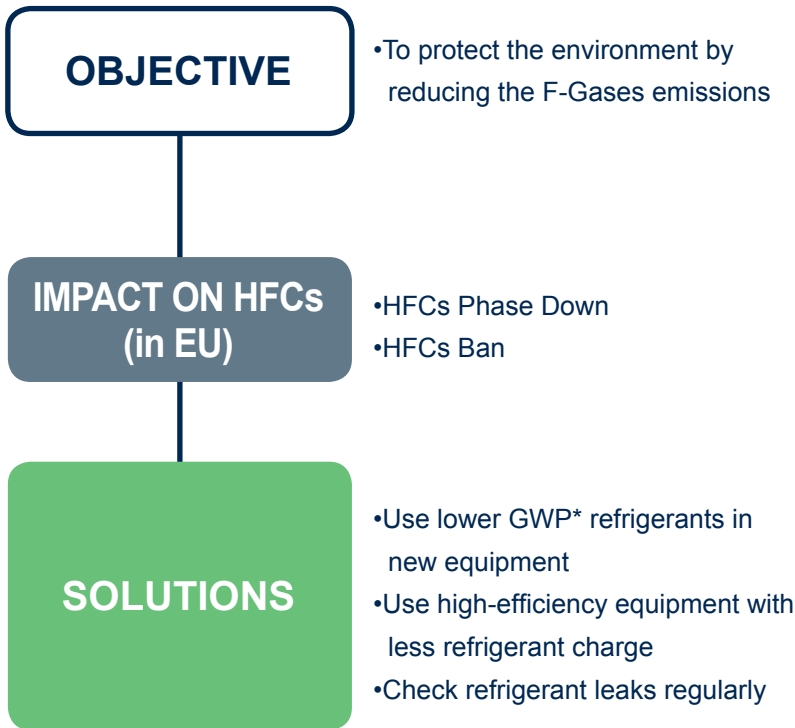 OBJECTIVE
•To protect the environment by
reducing the F-Gases emissions
IMPACT ON HFCs
(in EU)
•HFCs Phase Down
•HFCs Ban
SOLUTIONS
•Use lower GWP* refrigerants in
new equipment
•Use high-efficiency equipment with
less refrigerant charge
•Check refrigerant leaks regularly